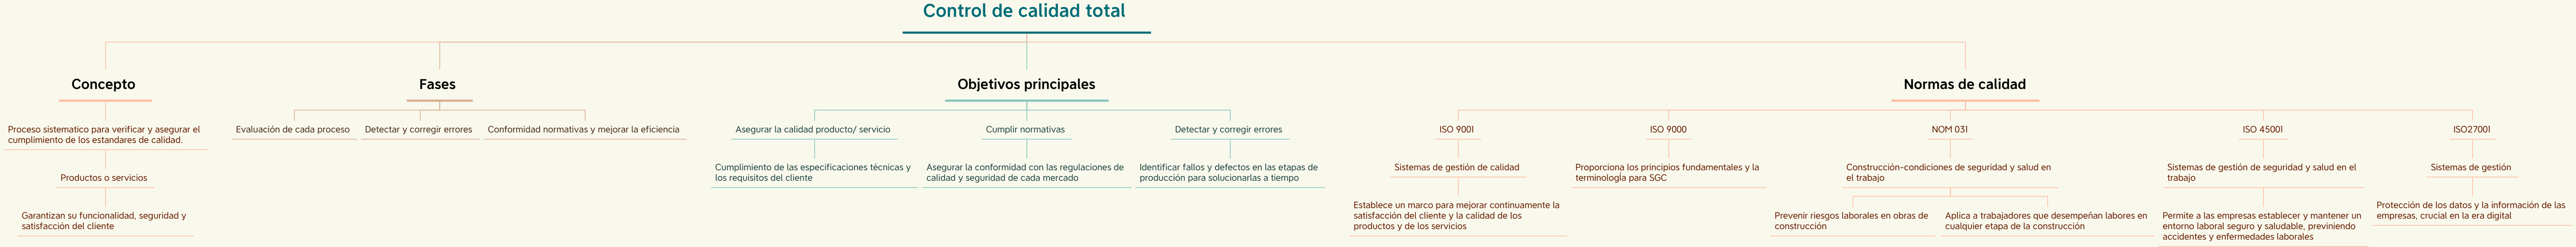 Control de calidad total
Concepto
Proceso sistematico para verificar y asegurar el
cumplimiento de los estandares de calidad.
Productos o servicios
Garantizan su funcionalidad, seguridad y
satisfacción del cliente
Fases
Evaluación de cada proceso
Detectar y corregir errores
Conformidad normativas y mejorar la eficiencia
Objetivos principales
Asegurar la calidad producto/ servicio
Cumplimiento de las especificaciones técnicas y
los requisitos del cliente
Cumplir normativas
Asegurar la conformidad con las regulaciones de
calidad y seguridad de cada mercado
Detectar y corregir errores
Identificar fallos y defectos en las etapas de
producción para solucionarlas a tiempo
Normas de calidad
ISO 9001
Sistemas de gestión de calidad
Establece un marco para mejorar continuamente la
satisfacción del cliente y la calidad de los
productos y de los servicios
ISO 9000
Proporciona los principios fundamentales y la
terminología para SGC
NOM 031
Construcción-condiciones de seguridad y salud en
el trabajo
Prevenir riesgos laborales en obras de
construcción
Aplica a trabajadores que desempeñan labores en
cualquier etapa de la construcción
ISO 45001
Sistemas de gestión de seguridad y salud en el
trabajo
Permite a las empresas establecer y mantener un
entorno laboral seguro y saludable, previniendo
accidentes y enfermedades laborales
ISO27001
Sistemas de gestión
Protección de los datos y la información de las
empresas, crucial en la era digital